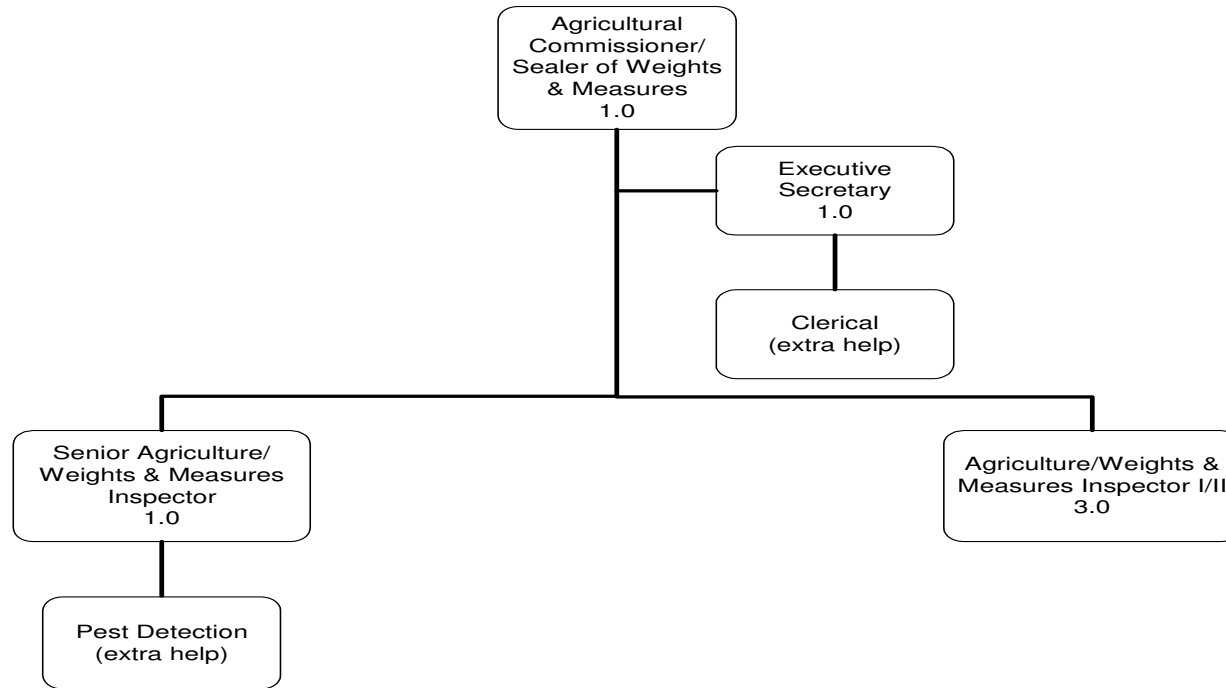 Agricultural
Commissioner/
Sealer of Weights
& Measures
1.0
Executive
Secretary
1.0
Clerical
(extra help)
Senior Agriculture/
Weights & Measures
Inspector
1.0
Agriculture/Weights &
Measures Inspector I/II
3.0
Pest Detection
(extra help)